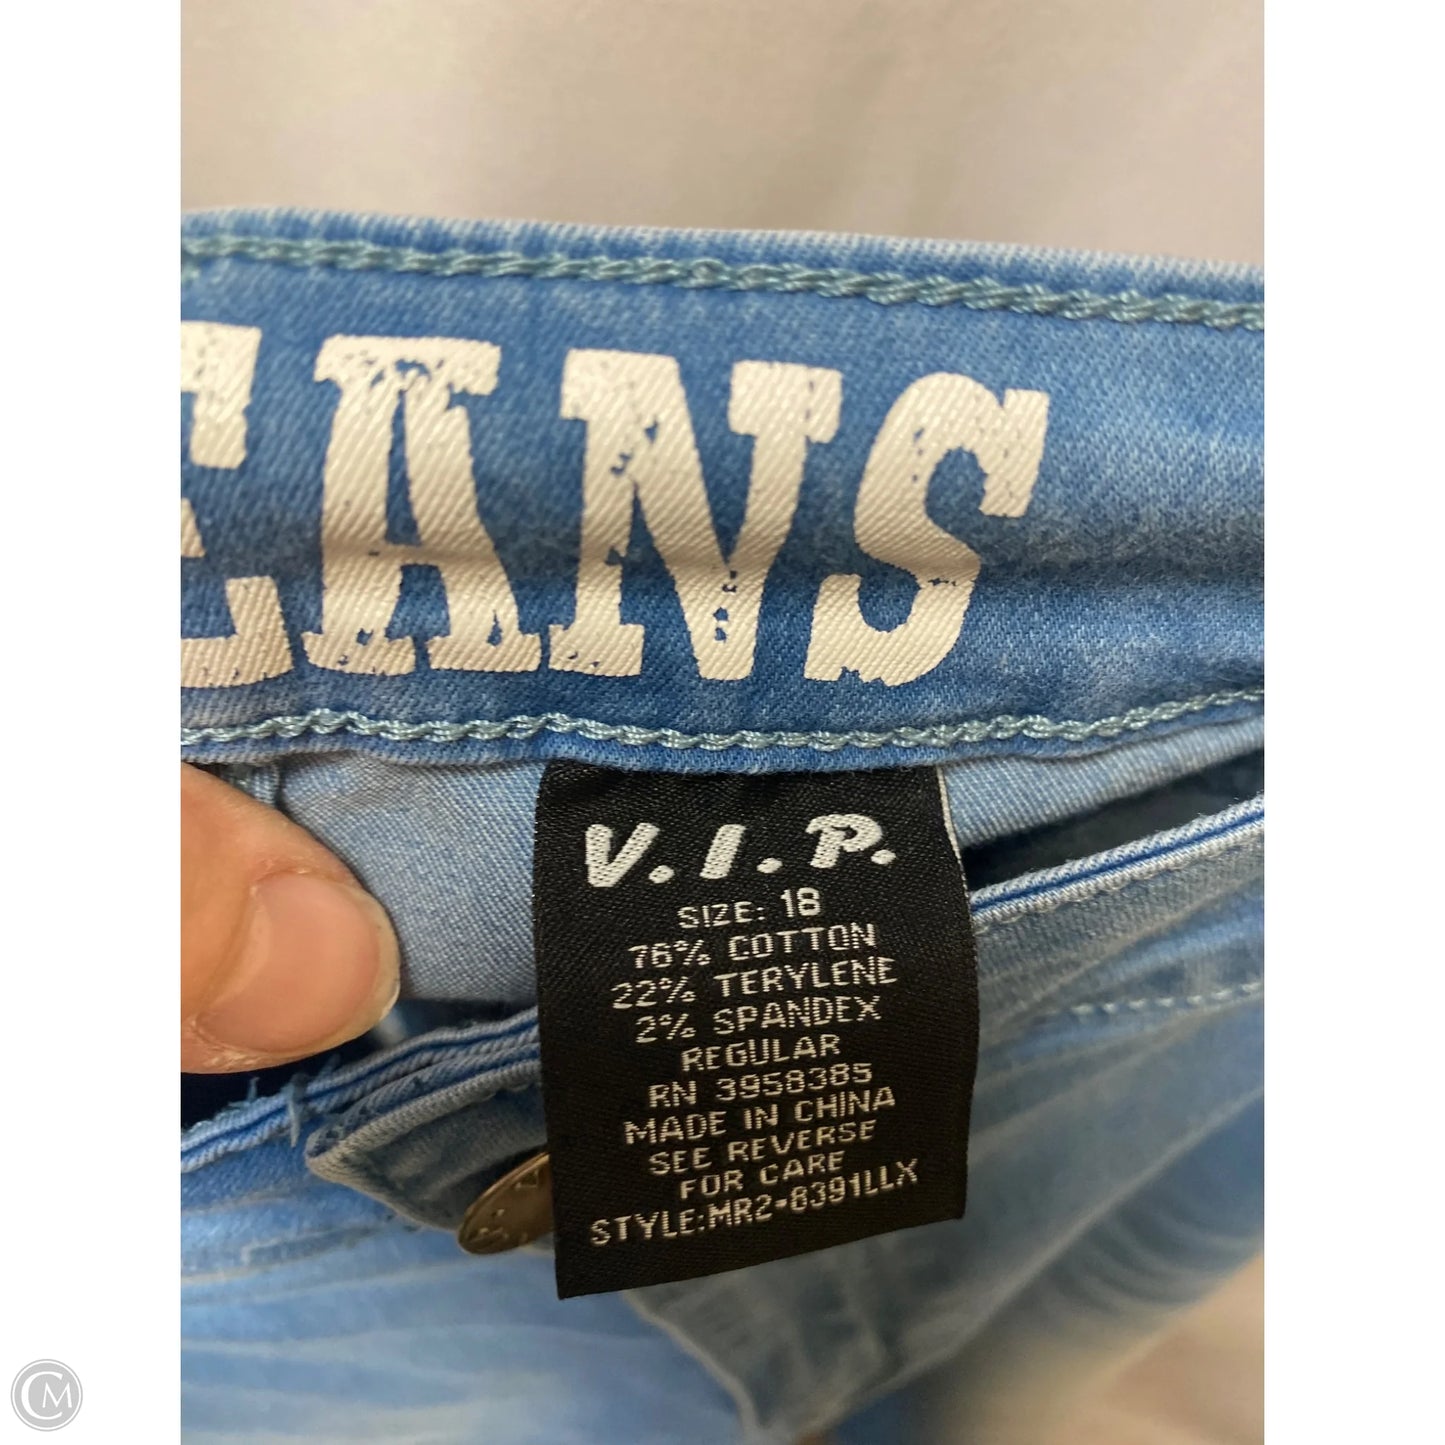 EANS
V.I.P.
SIZE: 18
76% COTTON
22% TERYLENE
2% SPANDEX
REGULAR
RN 3958385
MADE IN CHINA
SEE REVERSE
FOR CARE
STYLE:MR2-8391LLX
CM